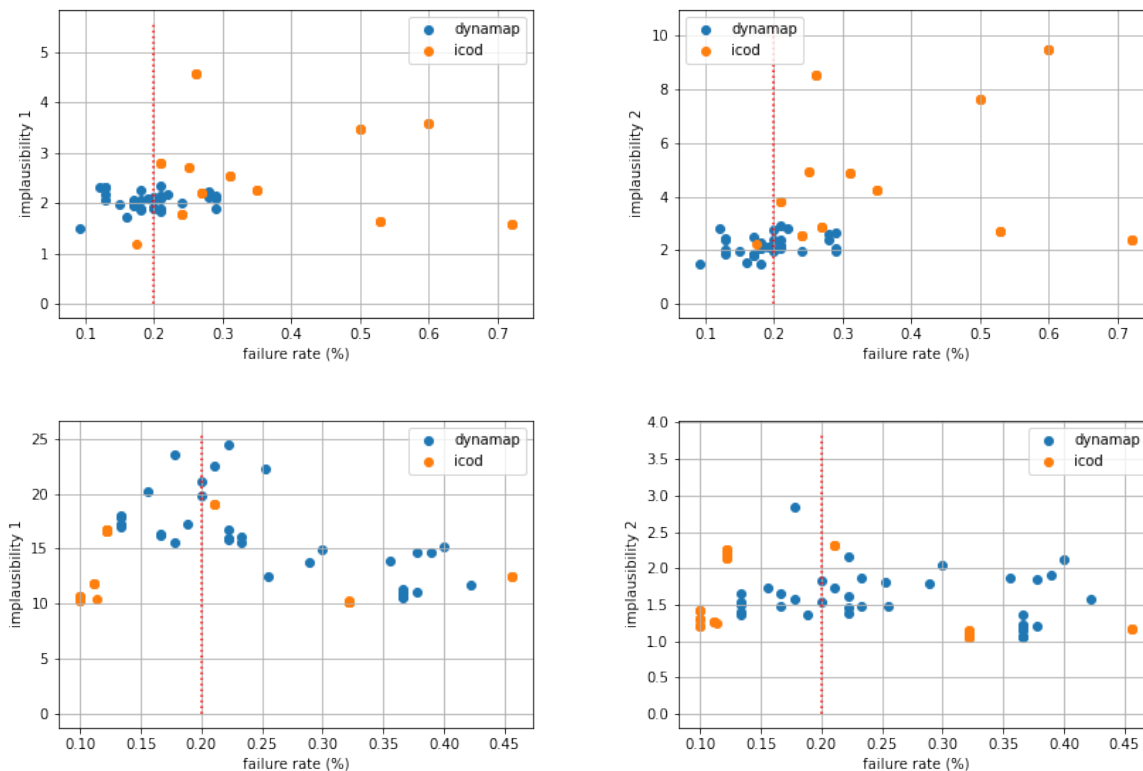 dynamap
icod
implausibility 1
5
4
3
2
1
0
0.1 0.2 0.3 0.4 0.5 0.6 0.7
failure rate (%)
dynamap
icod
implausibility 2
10
8
6
4
2
0
0.1 0.2 0.3 0.4 0.5 0.6 0.7
failure rate (%)
dynamap
icod
implausibility 1
25
20
15
10
5
0
0.10 0.15 0.20 0.25 0.30 0.35 0.40 0.45
failure rate (%)
dynamap
icod
implausibility 2
4.0
3.5
3.0
2.5
2.0
1.5
1.0
0.5
0.0
0.10 0.15 0.20 0.25 0.30 0.35 0.40 0.45
failure rate (%)